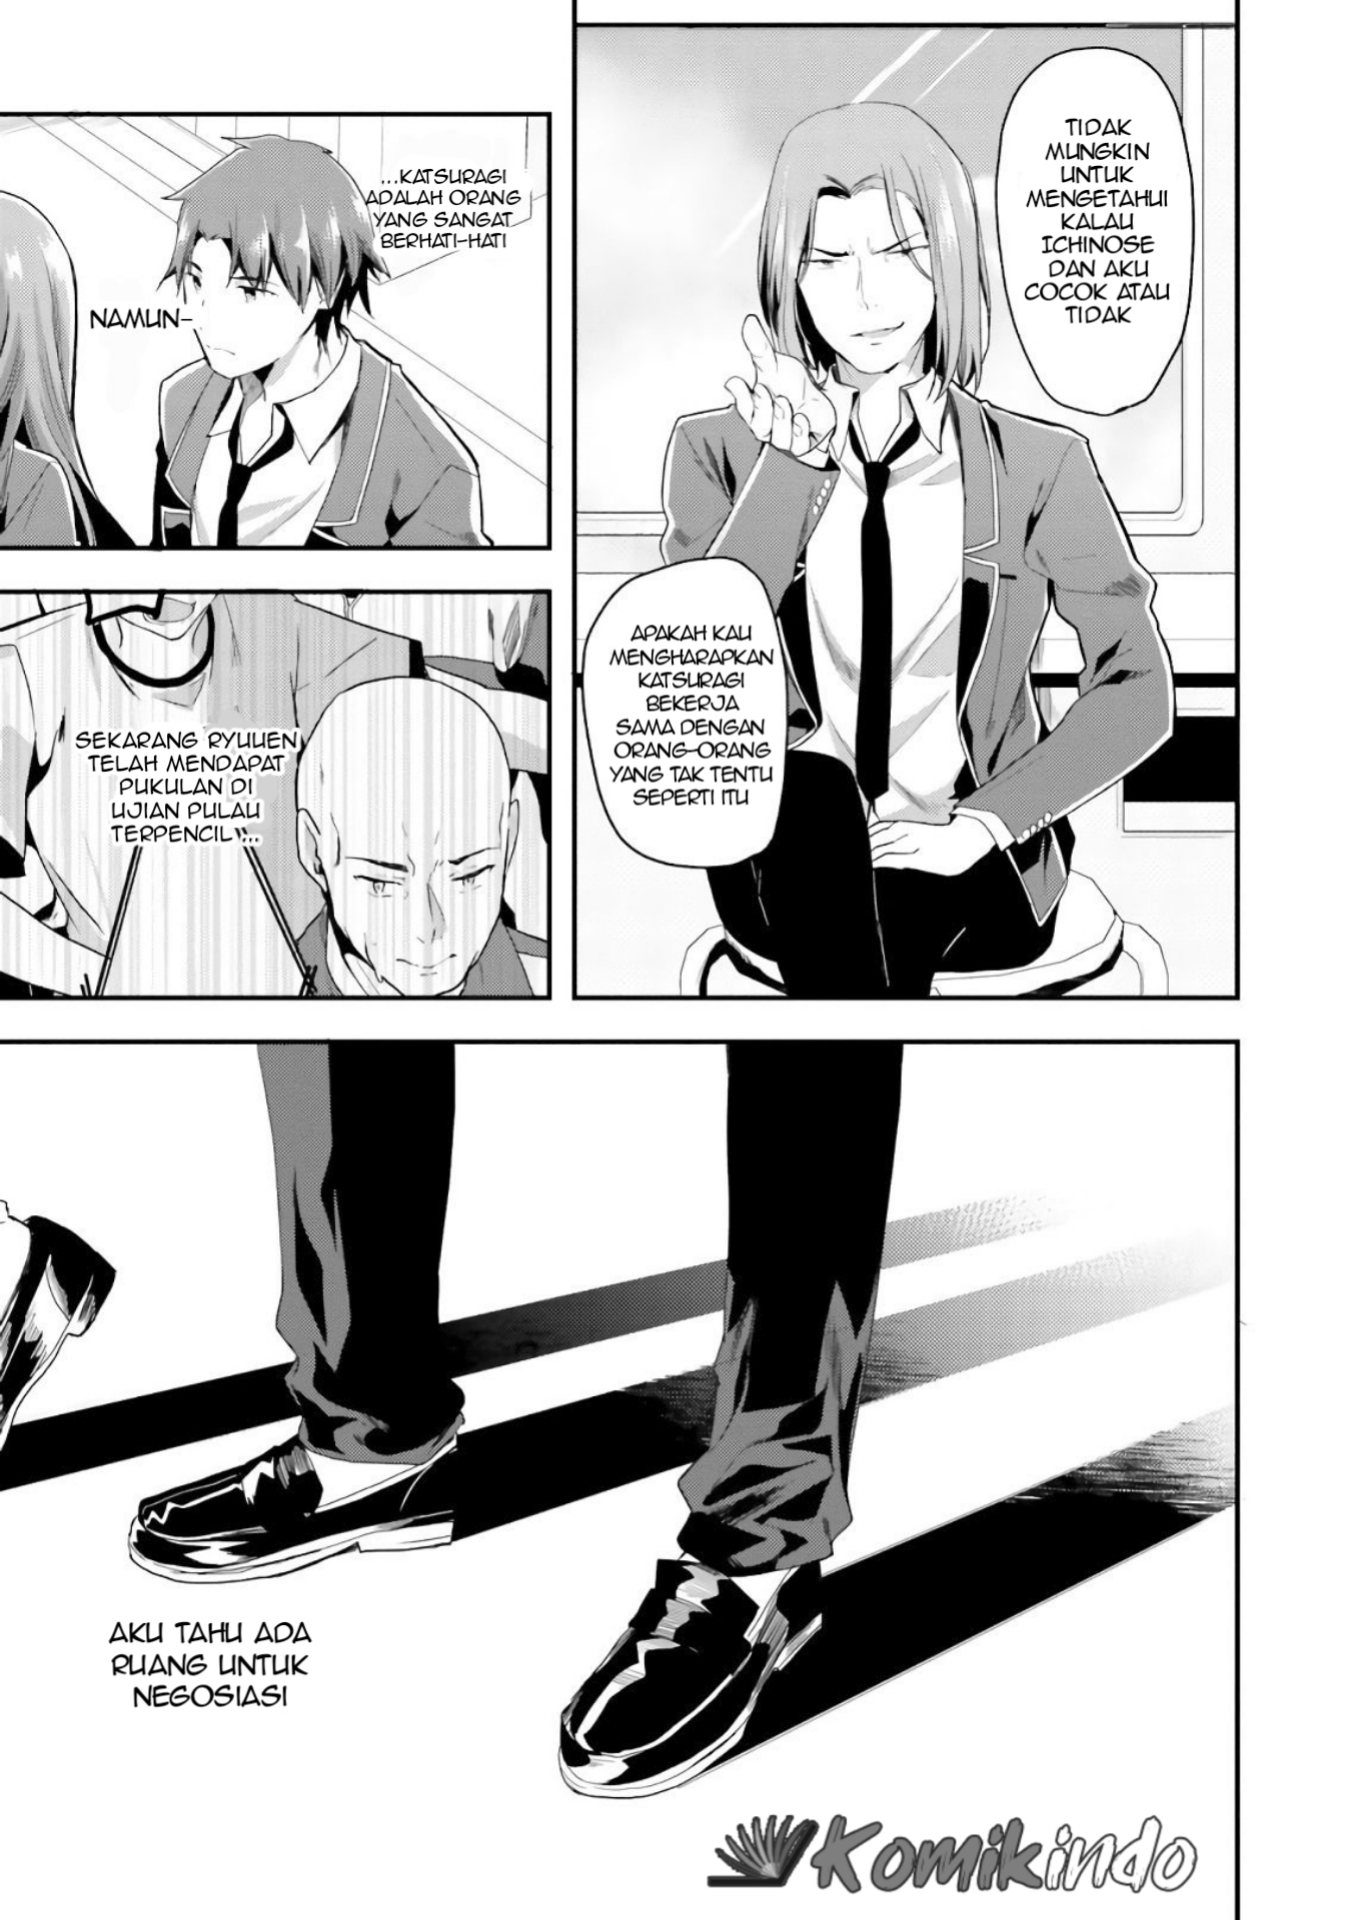 TIDAK
MUNGKIN
UNTUK
MENGETAHUI
KALAU
ICHINOSE
DAN AKU
COCOK ATAU
TIDAK
APAKAH KAU
MENGHARAPKAN
KATSURAGI
BEKERJA
SAMA DENGAN
ORANG-ORANG
YANG TAK TENTU
SEPERTI ITU
...KATSURAGI
ADALAH ORANG
YANG SANGAT
BERHATI-HATI
NAMUN-
SEKARANG RYUUEN
TELAH MENDAPAT
PUKULAN DI
UJIAN PULAU
TERPENCIL,...
AKU TAHU ADA
RUANG UNTUK
NEGOSIASI
Komikindo